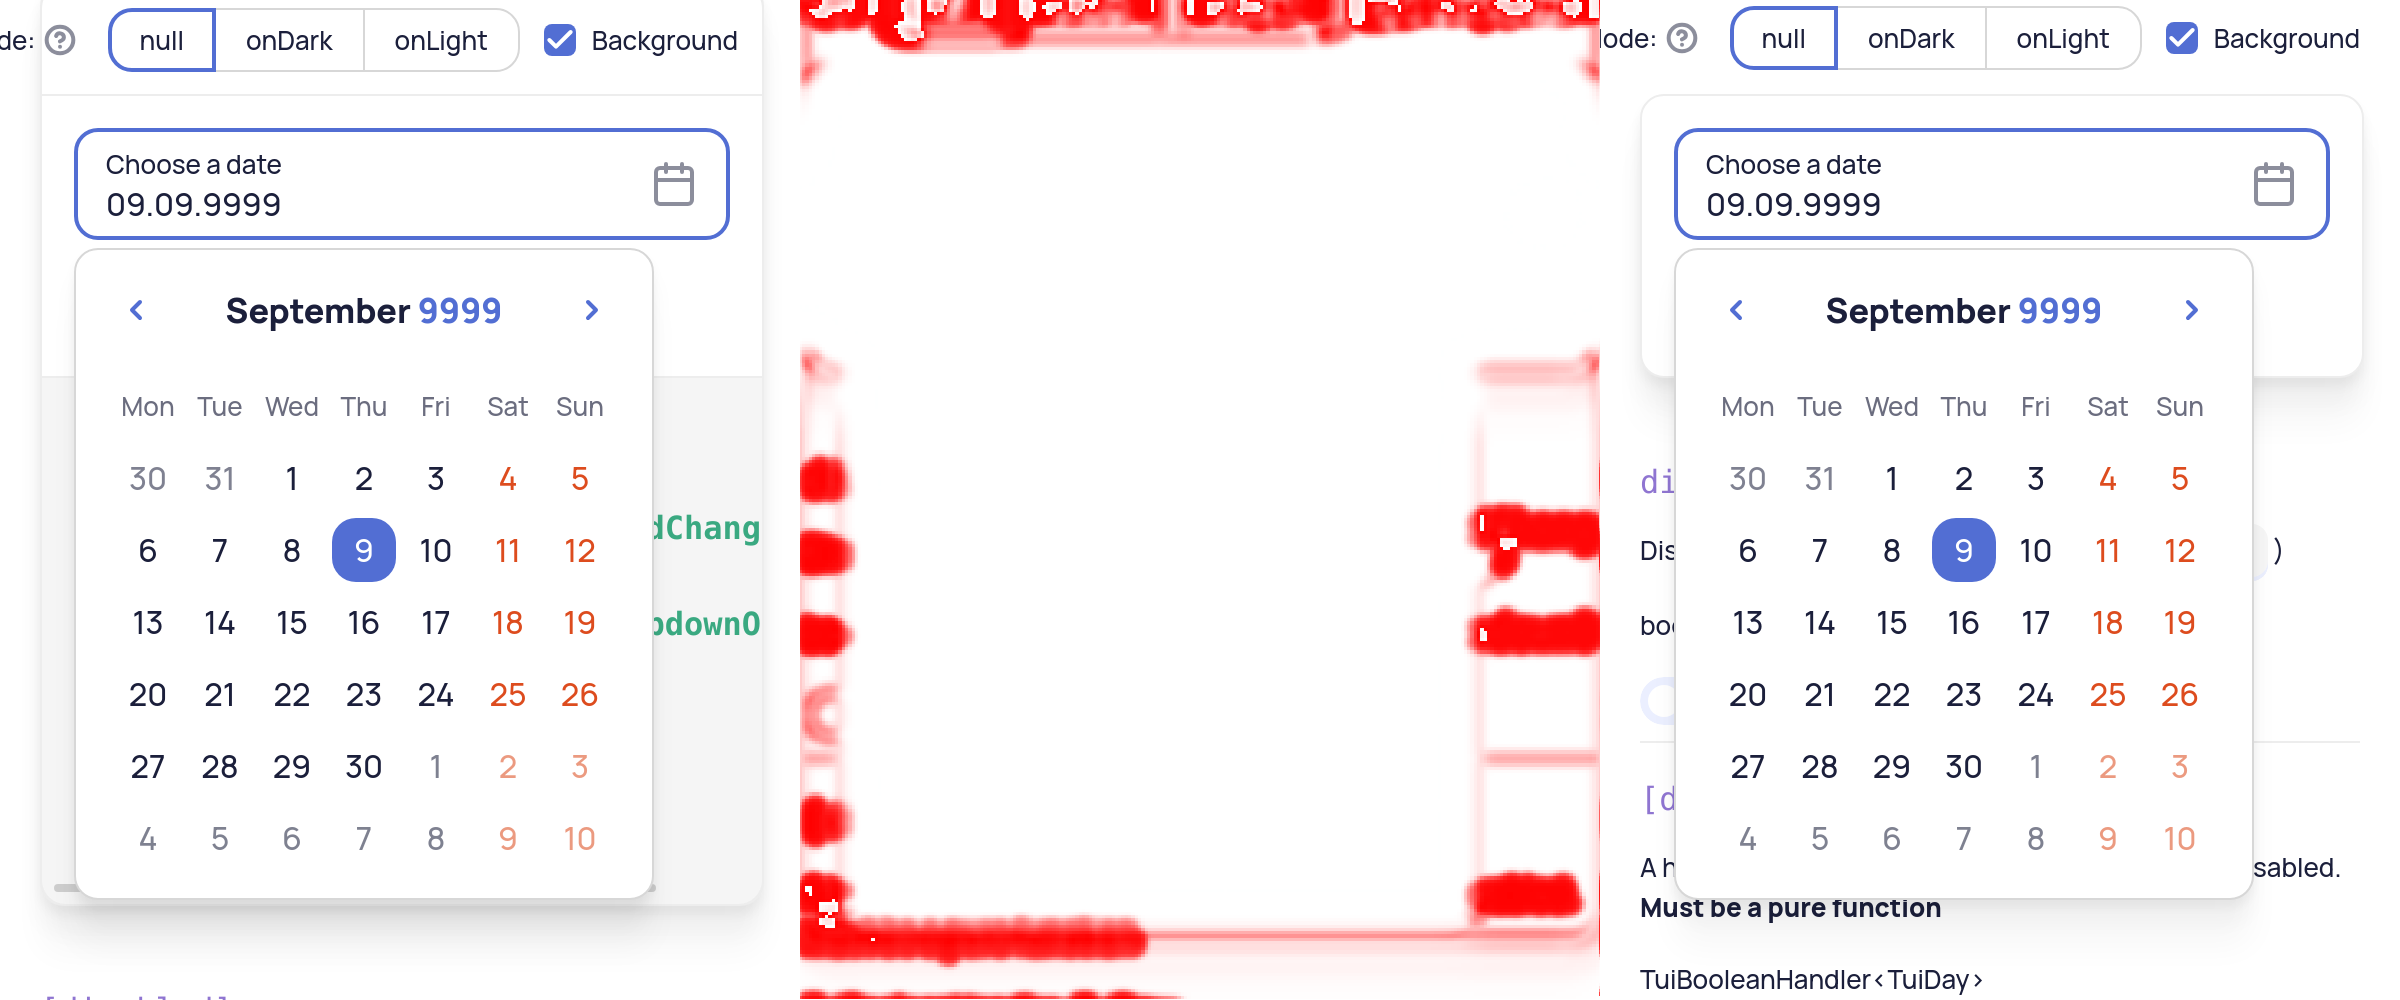 de: null onDark onLight Background
Choose a date
09.09.9999
September 9999
Mon Tue Wed Thu Fri Sat Sun
30 31 1 2 3 4 5
6 7 8 9 10 11 12
13 14 15 16 17 18 19
20 21 22 23 24 25 26
27 28 29 30 1 2 3
4 5 6 7 8 9 10
dChang
pdownO
ode: null onDark onLight Background
Choose a date
09.09.9999
September 9999
Mon Tue Wed Thu Fri Sat Sun
30 31 1 2 3 4 5
6 7 8 9 10 11 12
13 14 15 16 17 18 19
20 21 22 23 24 25 26
27 28 29 30 1 2 3
4 5 6 7 8 9 10
di
Dis )
boo
[d
A h sabled.
Must be a pure function
TuiBooleanHandler<TuiDay>